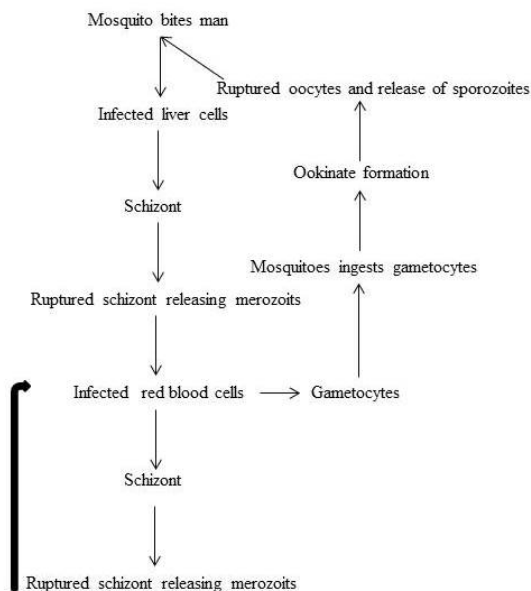 Mosquito bites man
Ruptured oocytes and release of sporozoites
Infected liver cells
Ookinate formation
Schizont
Mosquitoes ingests gametocytes
Ruptured schizont releasing merozoits
Infected red blood cells
Gametocytes
Schizont
Ruptured schizont releasing merozoits